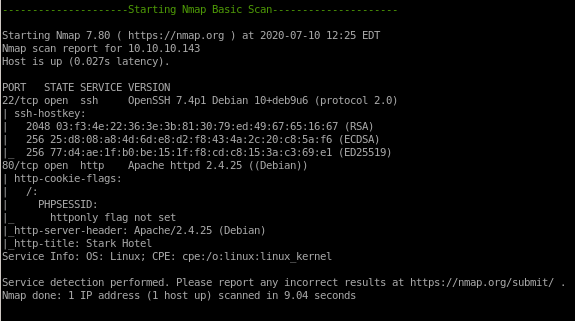 ---------------------Starting Nmap Basic Scan---------------------
Starting Nmap 7.80 ( https://nmap.org ) at 2020-07-10 12:25 EDT
Nmap scan report for 10.10.10.143
Host is up (0.027s latency).
PORT   STATE SERVICE VERSION
22/tcp open  ssh     OpenSSH 7.4p1 Debian 10+deb9u6 (protocol 2.0)
| ssh-hostkey:
|   2048 03:f3:4e:22:36:3e:3b:81:30:79:ed:49:67:65:16:67 (RSA)
|   256 25:d8:08:a8:4d:6d:e8:d2:f8:43:4a:2c:20:c8:5a:f6 (ECDSA)
|_  256 77:d4:ae:1f:b0:be:15:1f:f8:cd:c8:15:3a:c3:69:e1 (ED25519)
80/tcp open  http    Apache httpd 2.4.25 ((Debian))
| http-cookie-flags:
|   /:
|     PHPSESSID:
|_      httponly flag not set
|_http-server-header: Apache/2.4.25 (Debian)
|_http-title: Stark Hotel
Service Info: OS: Linux; CPE: cpe:/o:linux:linux_kernel
Service detection performed. Please report any incorrect results at https://nmap.org/submit/ .
Nmap done: 1 IP address (1 host up) scanned in 9.04 seconds